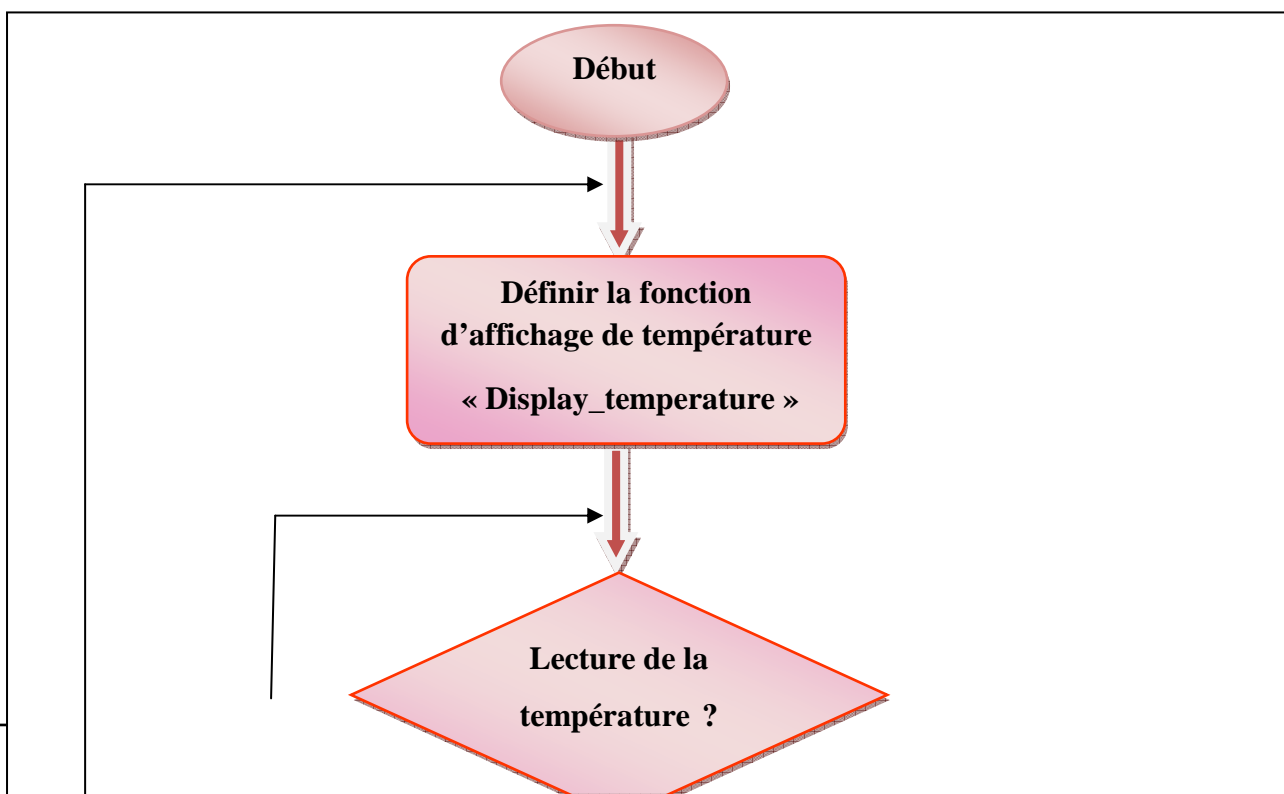 Début
Définir la fonction
d’affichage de température
« Display_temperature »
Lecture de la
température ?